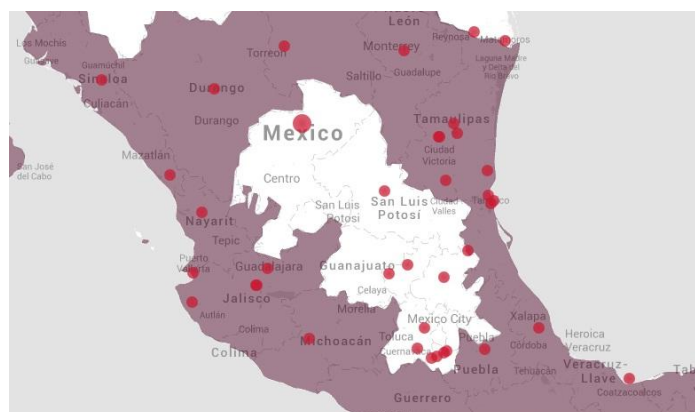 León
Los Mochis
Reynosa
Matamoros
Monterrey
Torreón
Guamúchil
Laguna Madre
y Delta del
Río Bravo
Sinaloa
Saltillo
Guadalupe
Durango
Culiacán
Durango
Tamaulipas
Mexico
Ciudad
Victoria
Mazatlán
San José
del Cabo
Centro
San Luis
Potosí
San Luis
Potosí
Ciudad
Valles
Tampico
Nayarit
Tepic
Puerto
Vallarta
Guadalajara
Guanajuato
Celaya
Jalisco
Autlán
Colima
Morelia
Mexico City
Xalapa
Colima
Michoacán
Toluca
Cuernavaca
Puebla
Córdoba
Heroica
Veracruz
Puebla
Tehuacán
Veracruz-
Llave
Coatzacoalcos
Tab
Guerrero